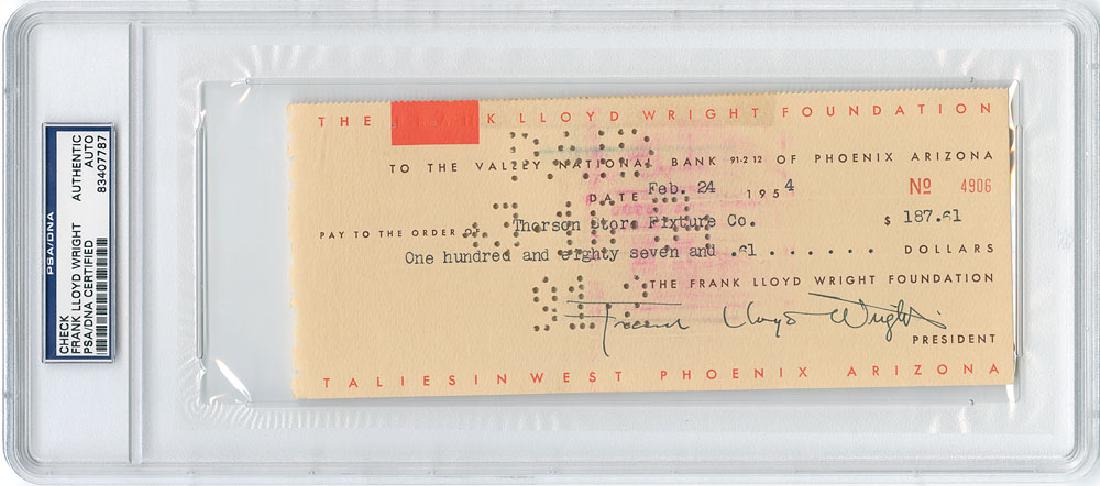 PSA/DNA
CHECK AUTHENTIC
FRANK LLOYD WRIGHT AUTO
PSA/DNA CERTIFIED 83407787
THE FRANK LLOYD WRIGHT FOUNDATION
TO THE VALLEY NATIONAL BANK 91-212 OF PHOENIX ARIZONA
DATE Feb. 24 1954 Nº 4906
PAY TO THE ORDER OF Thorson Store Fixture Co. $ 187.61
One hundred and eighty seven and .61 . . . . . . . DOLLARS
THE FRANK LLOYD WRIGHT FOUNDATION
Frank Lloyd Wright
PRESIDENT
TALIESIN WEST PHOENIX ARIZONA